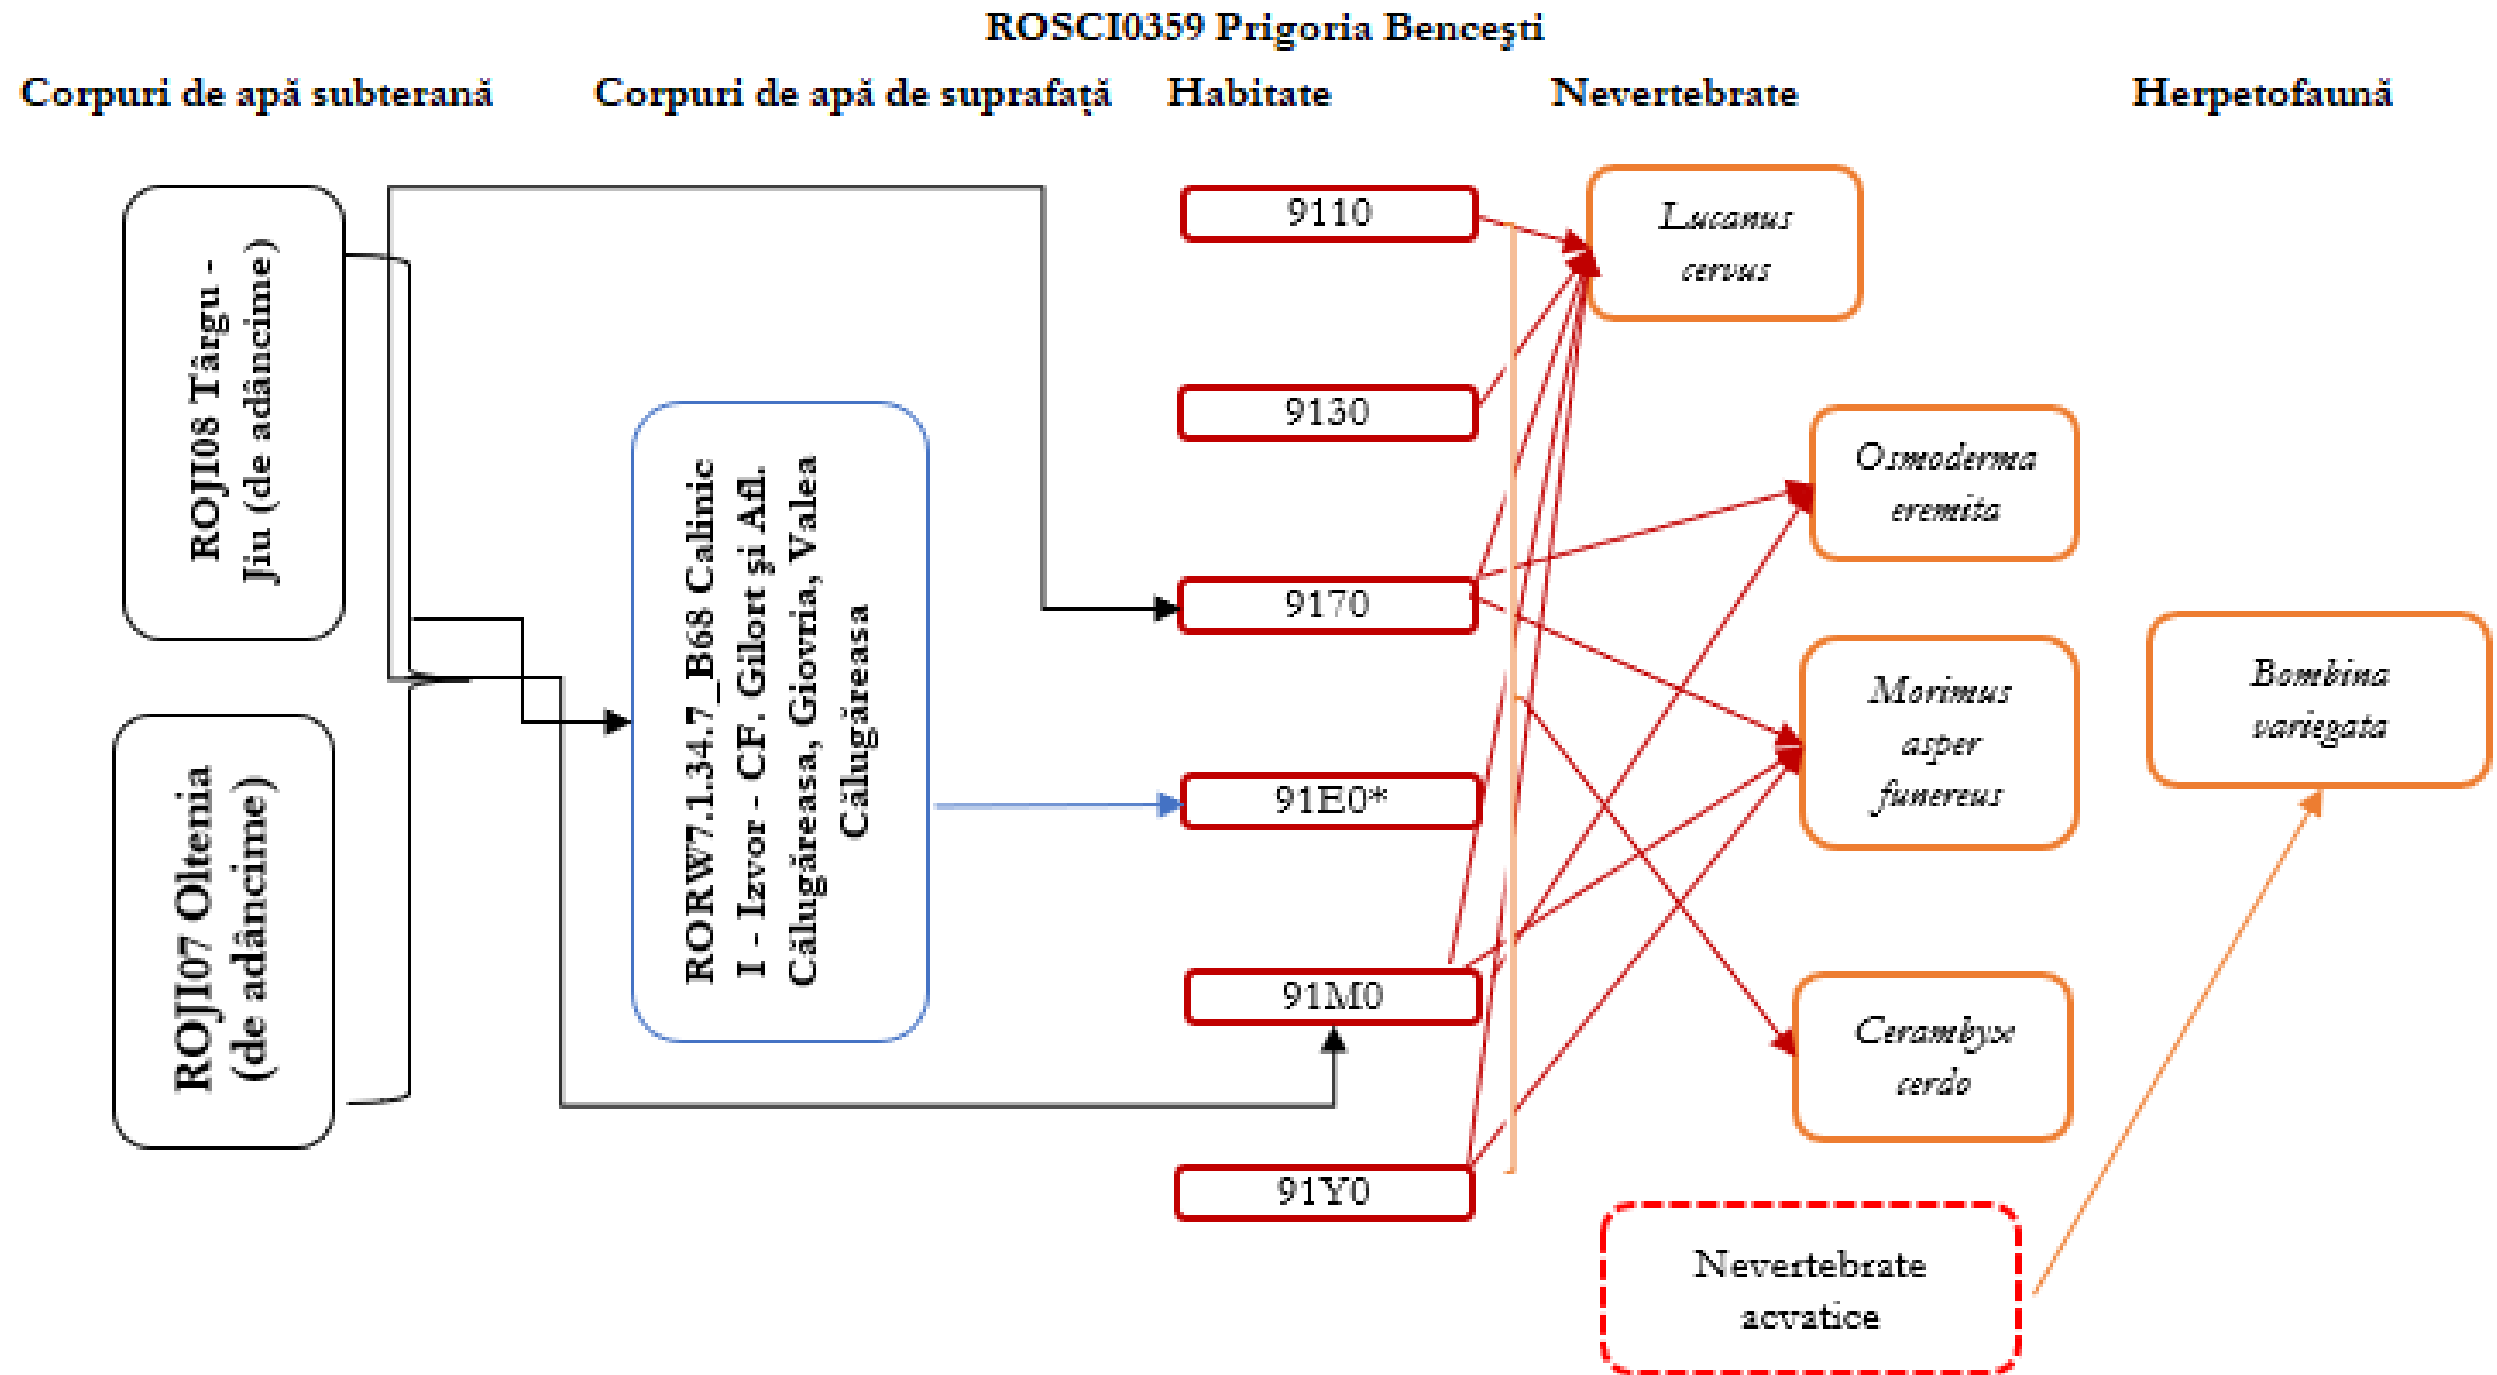 ROSCI0359 Prigoria Bencești
Corpuri de apă subterană
Corpuri de apă de suprafață
Habitate
Nevertebrate
Herpetofaună
ROJI08 Târgu -
Jiu (de adâncime)
ROJI07 Oltenia
(de adâncime)
RORW7.1.34.7_B68 Calinic
I - Izvor - CF. Gilort și Afl.
Călugăreasa, Giovria, Valea
Călugăreasa
9110
9130
9170
91E0*
91M0
91Y0
Lucanus
cervus
Osmoderma
eremita
Morimus
asper
funereus
Cerambyx
cerdo
Nevertebrate
acvatice
Bombina
variegata